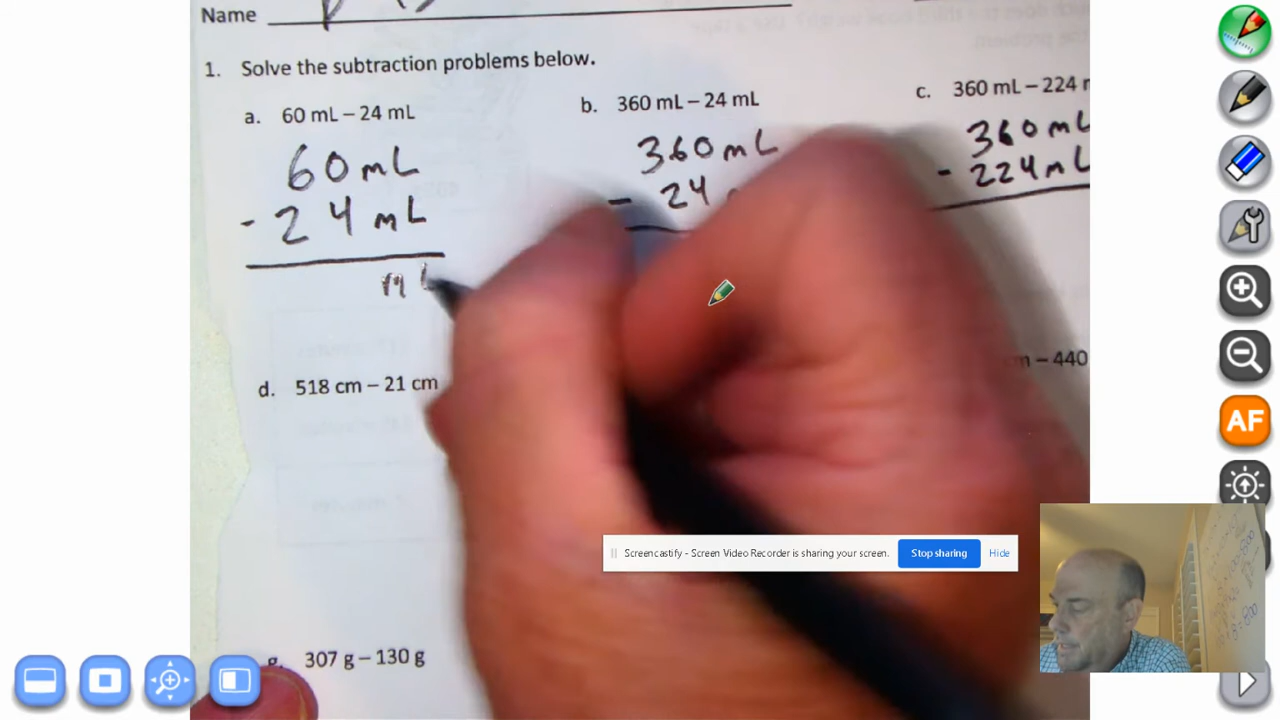 Name
1. Solve the subtraction problems below.
a. 60 mL – 24 mL
b. 360 mL – 24 mL
c. 360 mL – 224
60 mL
- 24 mL
mL
360 mL
- 24
360 mL
- 224 mL
d. 518 cm – 21 cm
– 440
g. 307 g – 130 g
Screencastify - Screen Video Recorder is sharing your screen.
Stop sharing
Hide
AF